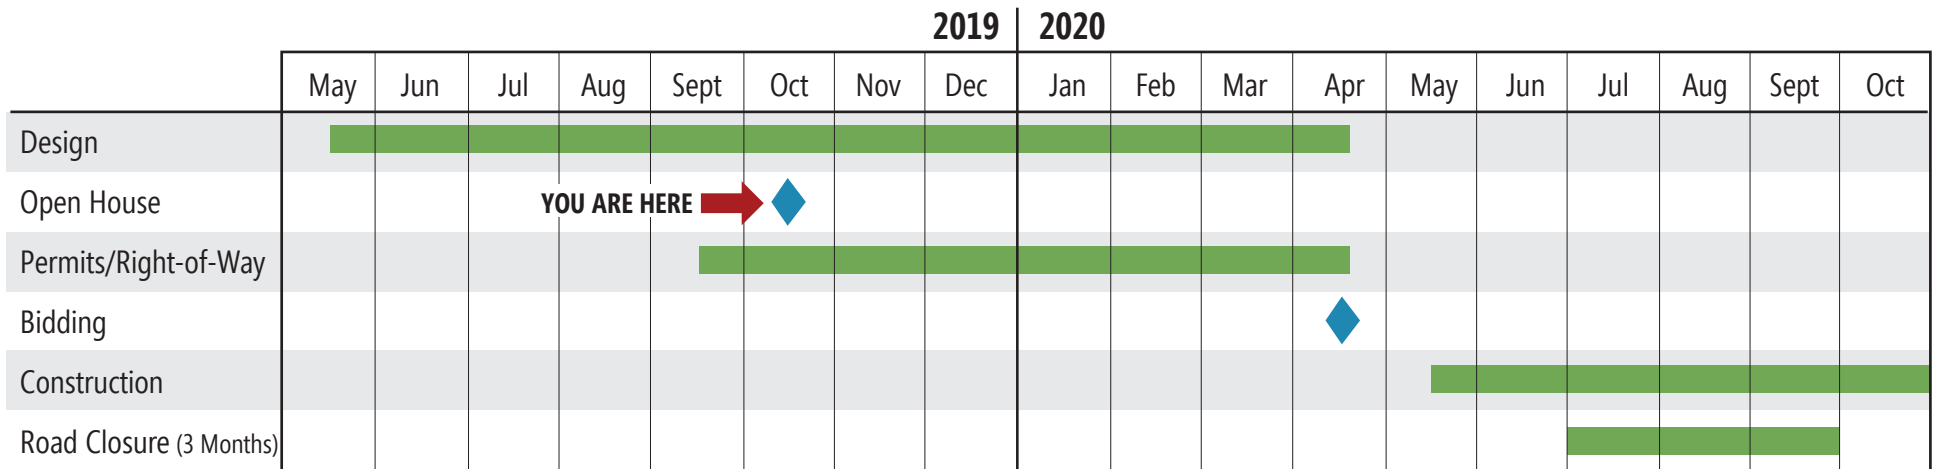 2019 2020
May Jun Jul Aug Sept Oct Nov Dec Jan Feb Mar Apr May Jun Jul Aug Sept Oct
Design
Open House YOU ARE HERE
Permits/Right-of-Way
Bidding
Construction
Road Closure (3 Months)